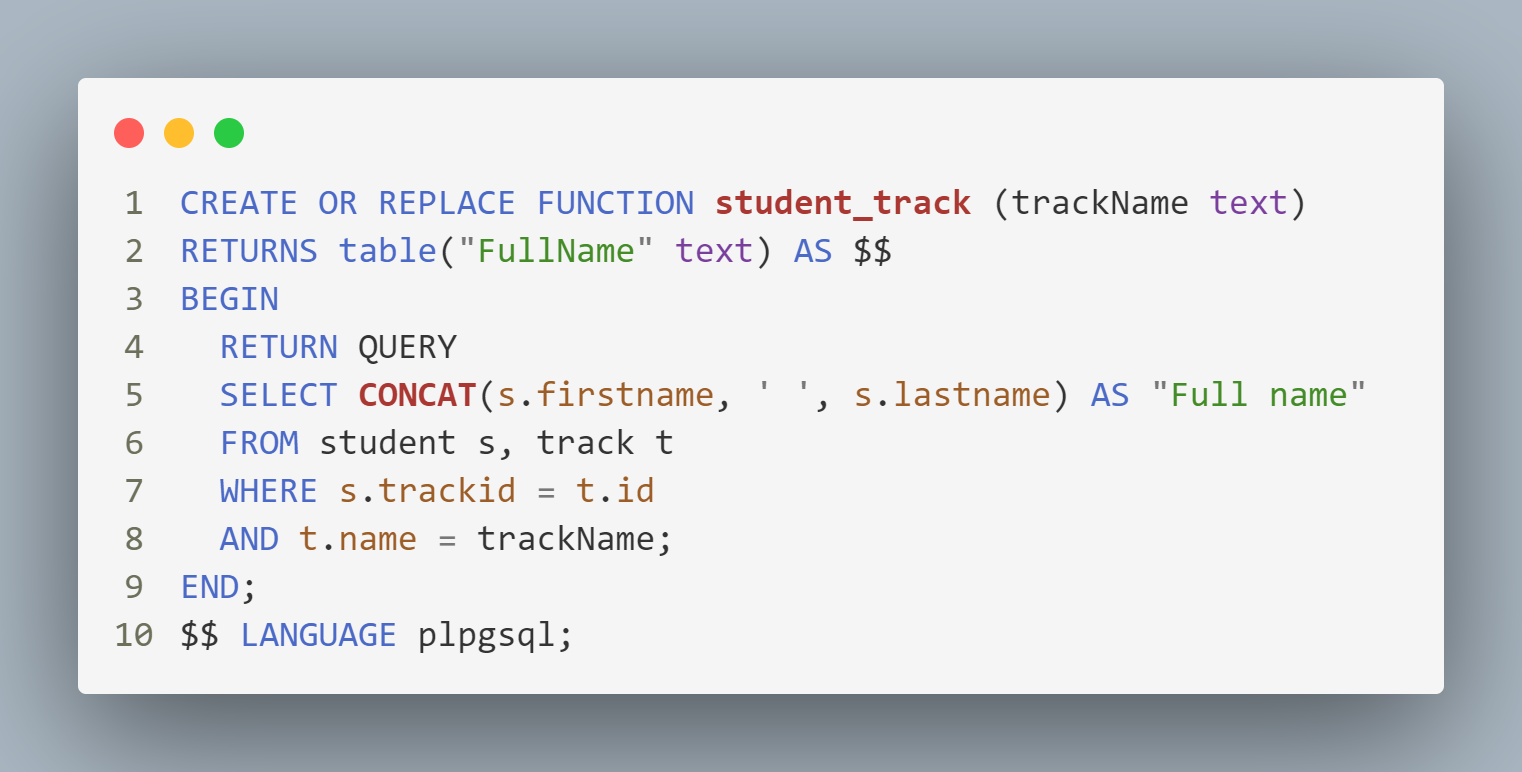 1 CREATE OR REPLACE FUNCTION student_track (trackName text)
2 RETURNS table("FullName" text) AS $$
3 BEGIN
4   RETURN QUERY
5   SELECT CONCAT(s.firstname, ' ', s.lastname) AS "Full name"
6   FROM student s, track t
7   WHERE s.trackid = t.id
8   AND t.name = trackName;
9 END;
10 $$ LANGUAGE plpgsql;